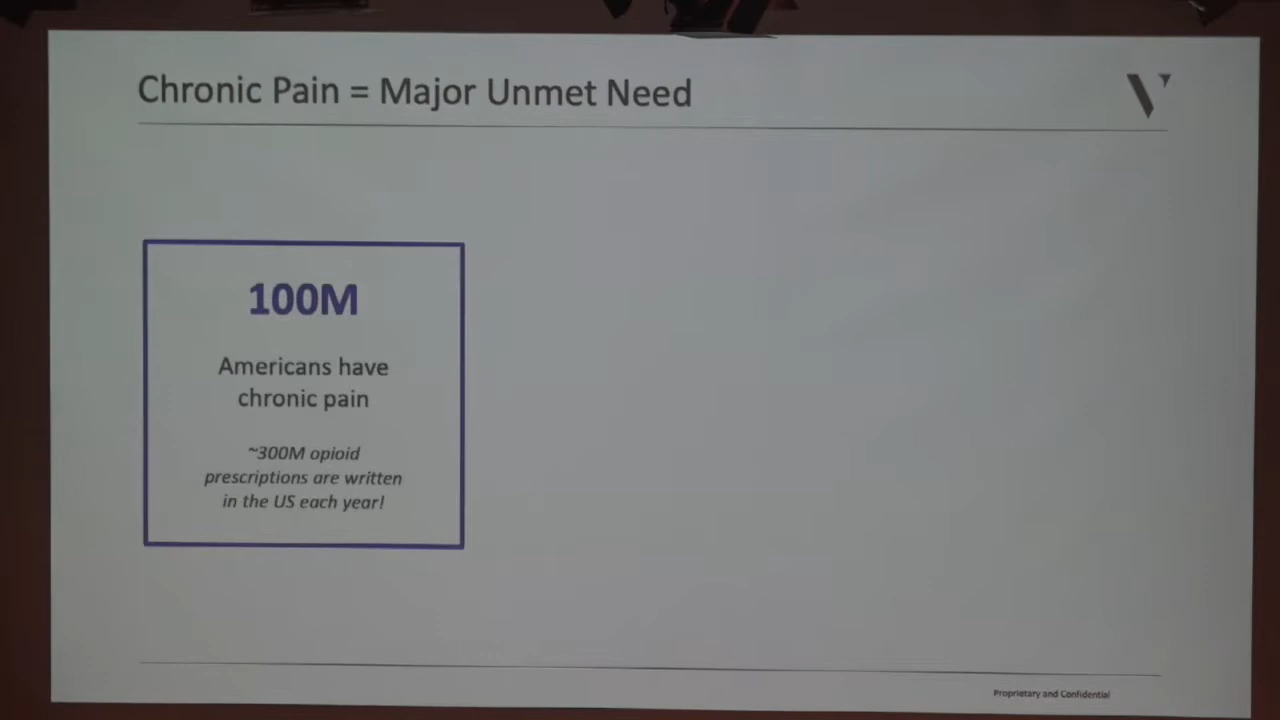 Chronic Pain = Major Unmet Need
100M
Americans have
chronic pain
~300M opioid
prescriptions are written
in the US each year!
Proprietary and Confidential